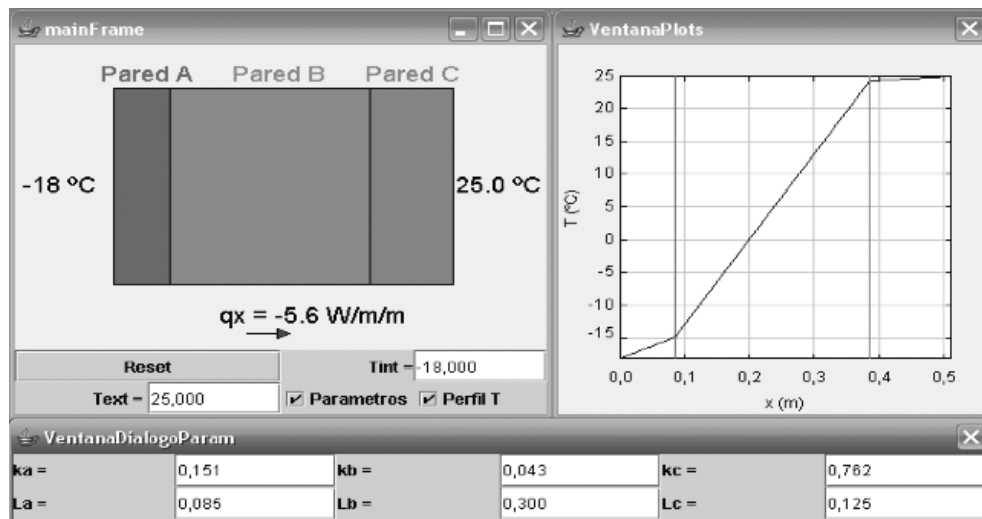 mainFrame
Pared A Pared B Pared C
-18 ºC
25.0 ºC
qx = -5.6 W/m/m
Reset
Tint = -18,000
Text = 25,000
Parametros
Perfil T
VentanaPlots
25
20
15
10
5
0
-5
-10
-15
T (ºC)
0,0 0,1 0,2 0,3 0,4 0,5
x (m)
VentanaDialogoParam
ka = 0,151 kb = 0,043 kc = 0,762
La = 0,085 Lb = 0,300 Lc = 0,125